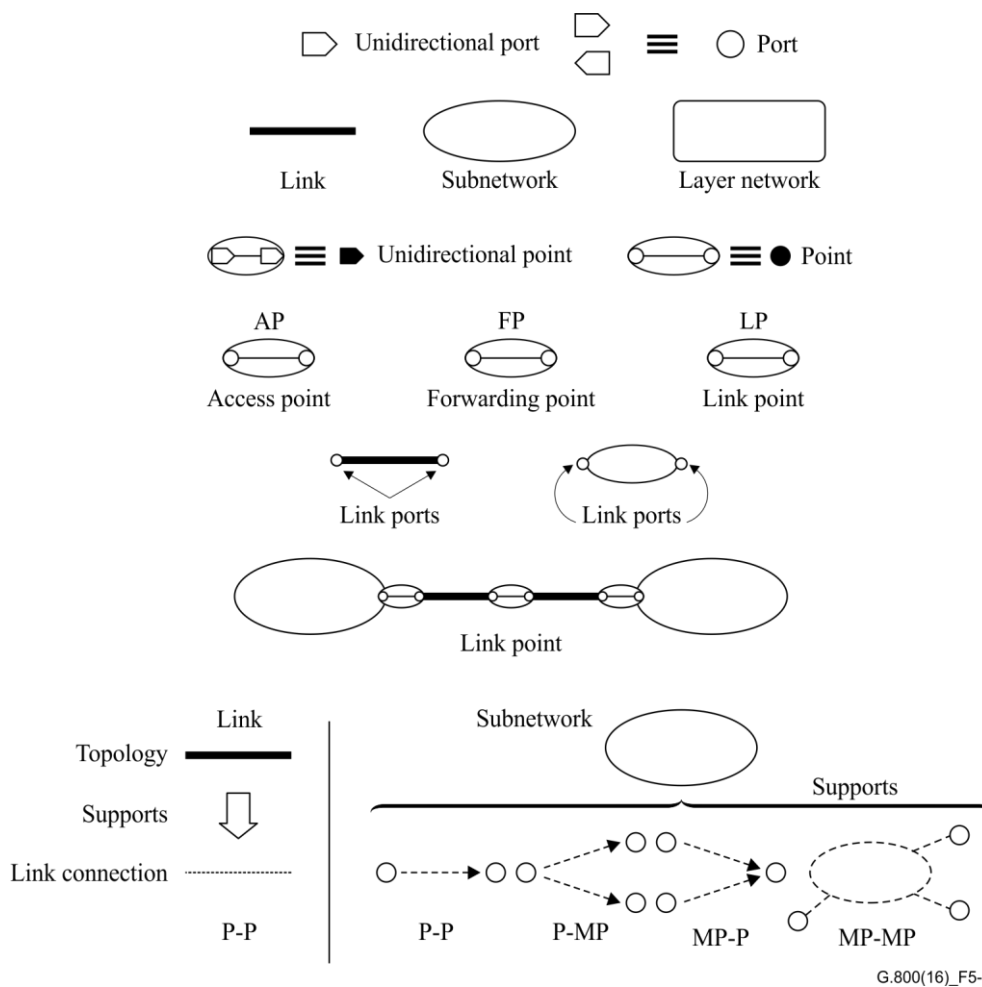 Unidirectional port
Port
Link
Subnetwork
Layer network
Unidirectional point
Point
AP
FP
LP
Access point
Forwarding point
Link point
Link ports
Link ports
Link point
Link
Topology
Supports
Link connection
P-P
Subnetwork
Supports
P-P
P-MP
MP-P
MP-MP
G.800(16)_F5-